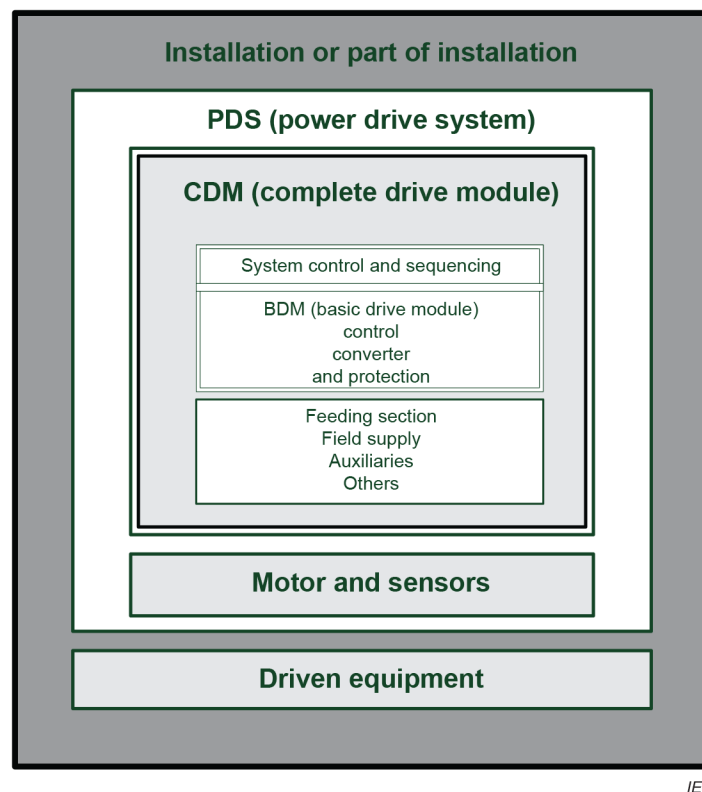 Installation or part of installation
PDS (power drive system)
CDM (complete drive module)
System control and sequencing
BDM (basic drive module)
control
converter
and protection
Feeding section
Field supply
Auxiliaries
Others
Motor and sensors
Driven equipment
IE